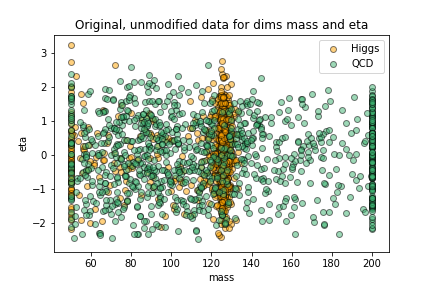 Original, unmodified data for dims mass and eta
Higgs
QCD
3
2
1
0
−1
−2
eta
60 80 100 120 140 160 180 200
mass